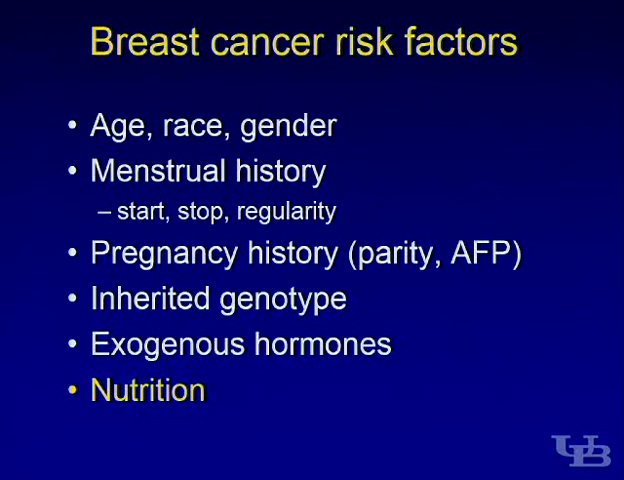 Breast cancer risk factors
• Age, race, gender
• Menstrual history
– start, stop, regularity
• Pregnancy history (parity, AFP)
• Inherited genotype
• Exogenous hormones
• Nutrition
UB